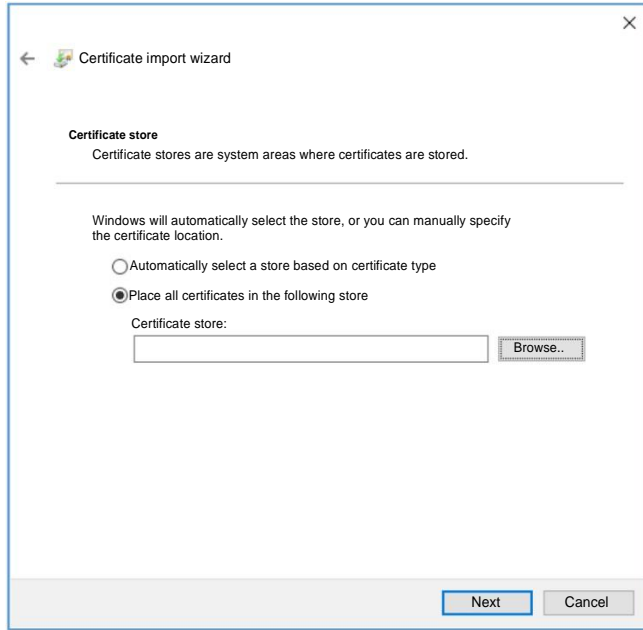 Certificate import wizard
Certificate store
Certificate stores are system areas where certificates are stored.
Windows will automatically select the store, or you can manually specify
the certificate location.
Automatically select a store based on certificate type
Place all certificates in the following store
Certificate store:
Browse..
Next
Cancel